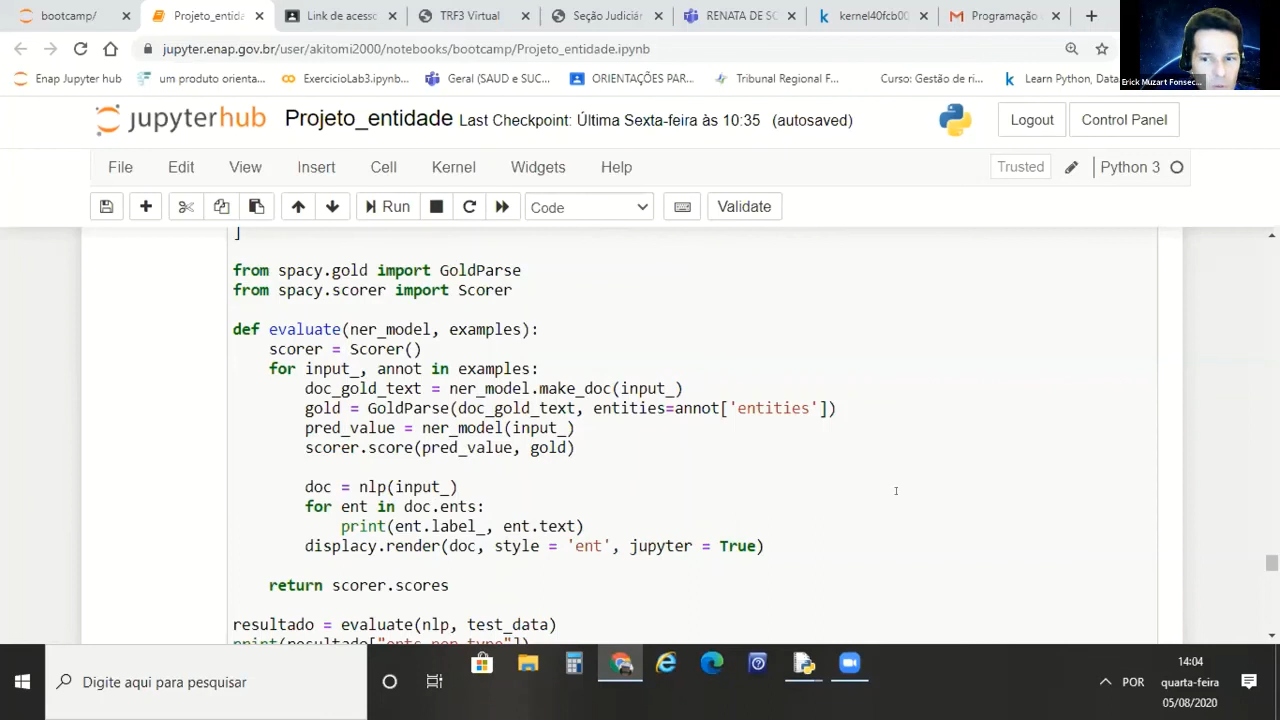 bootcamp/
Projeto_entida
Link de acesso
TRF3 Virtual
Seção Judiciár
RENATA DE SO
kernel40fcb00
Programação
jupyter.enap.gov.br/user/akitomi2000/notebooks/bootcamp/Projeto_entidade.ipynb
Enap Jupyter hub
um produto orienta...
ExercicioLab3.ipynb...
Geral (SAUD e SUC...
ORIENTAÇÕES PAR...
Tribunal Regional F...
Curso: Gestão de ri...
Learn Python, Data
Erick Muzart Fonsec...
jupyterhub
Projeto_entidade Last Checkpoint: Última Sexta-feira às 10:35 (autosaved)
Logout
Control Panel
File
Edit
View
Insert
Cell
Kernel
Widgets
Help
Trusted
Python 3
Run
Code
Validate
]
from spacy.gold import GoldParse
from spacy.scorer import Scorer
def evaluate(ner_model, examples):
scorer = Scorer()
for input_, annot in examples:
doc_gold_text = ner_model.make_doc(input_)
gold = GoldParse(doc_gold_text, entities=annot['entities'])
pred_value = ner_model(input_)
scorer.score(pred_value, gold)
doc = nlp(input_)
for ent in doc.ents:
print(ent.label_, ent.text)
displacy.render(doc, style = 'ent', jupyter = True)
return scorer.scores
resultado = evaluate(nlp, test_data)
print(resultado["ents_per_type"])
Digite aqui para pesquisar
POR
14:04
quarta-feira
05/08/2020